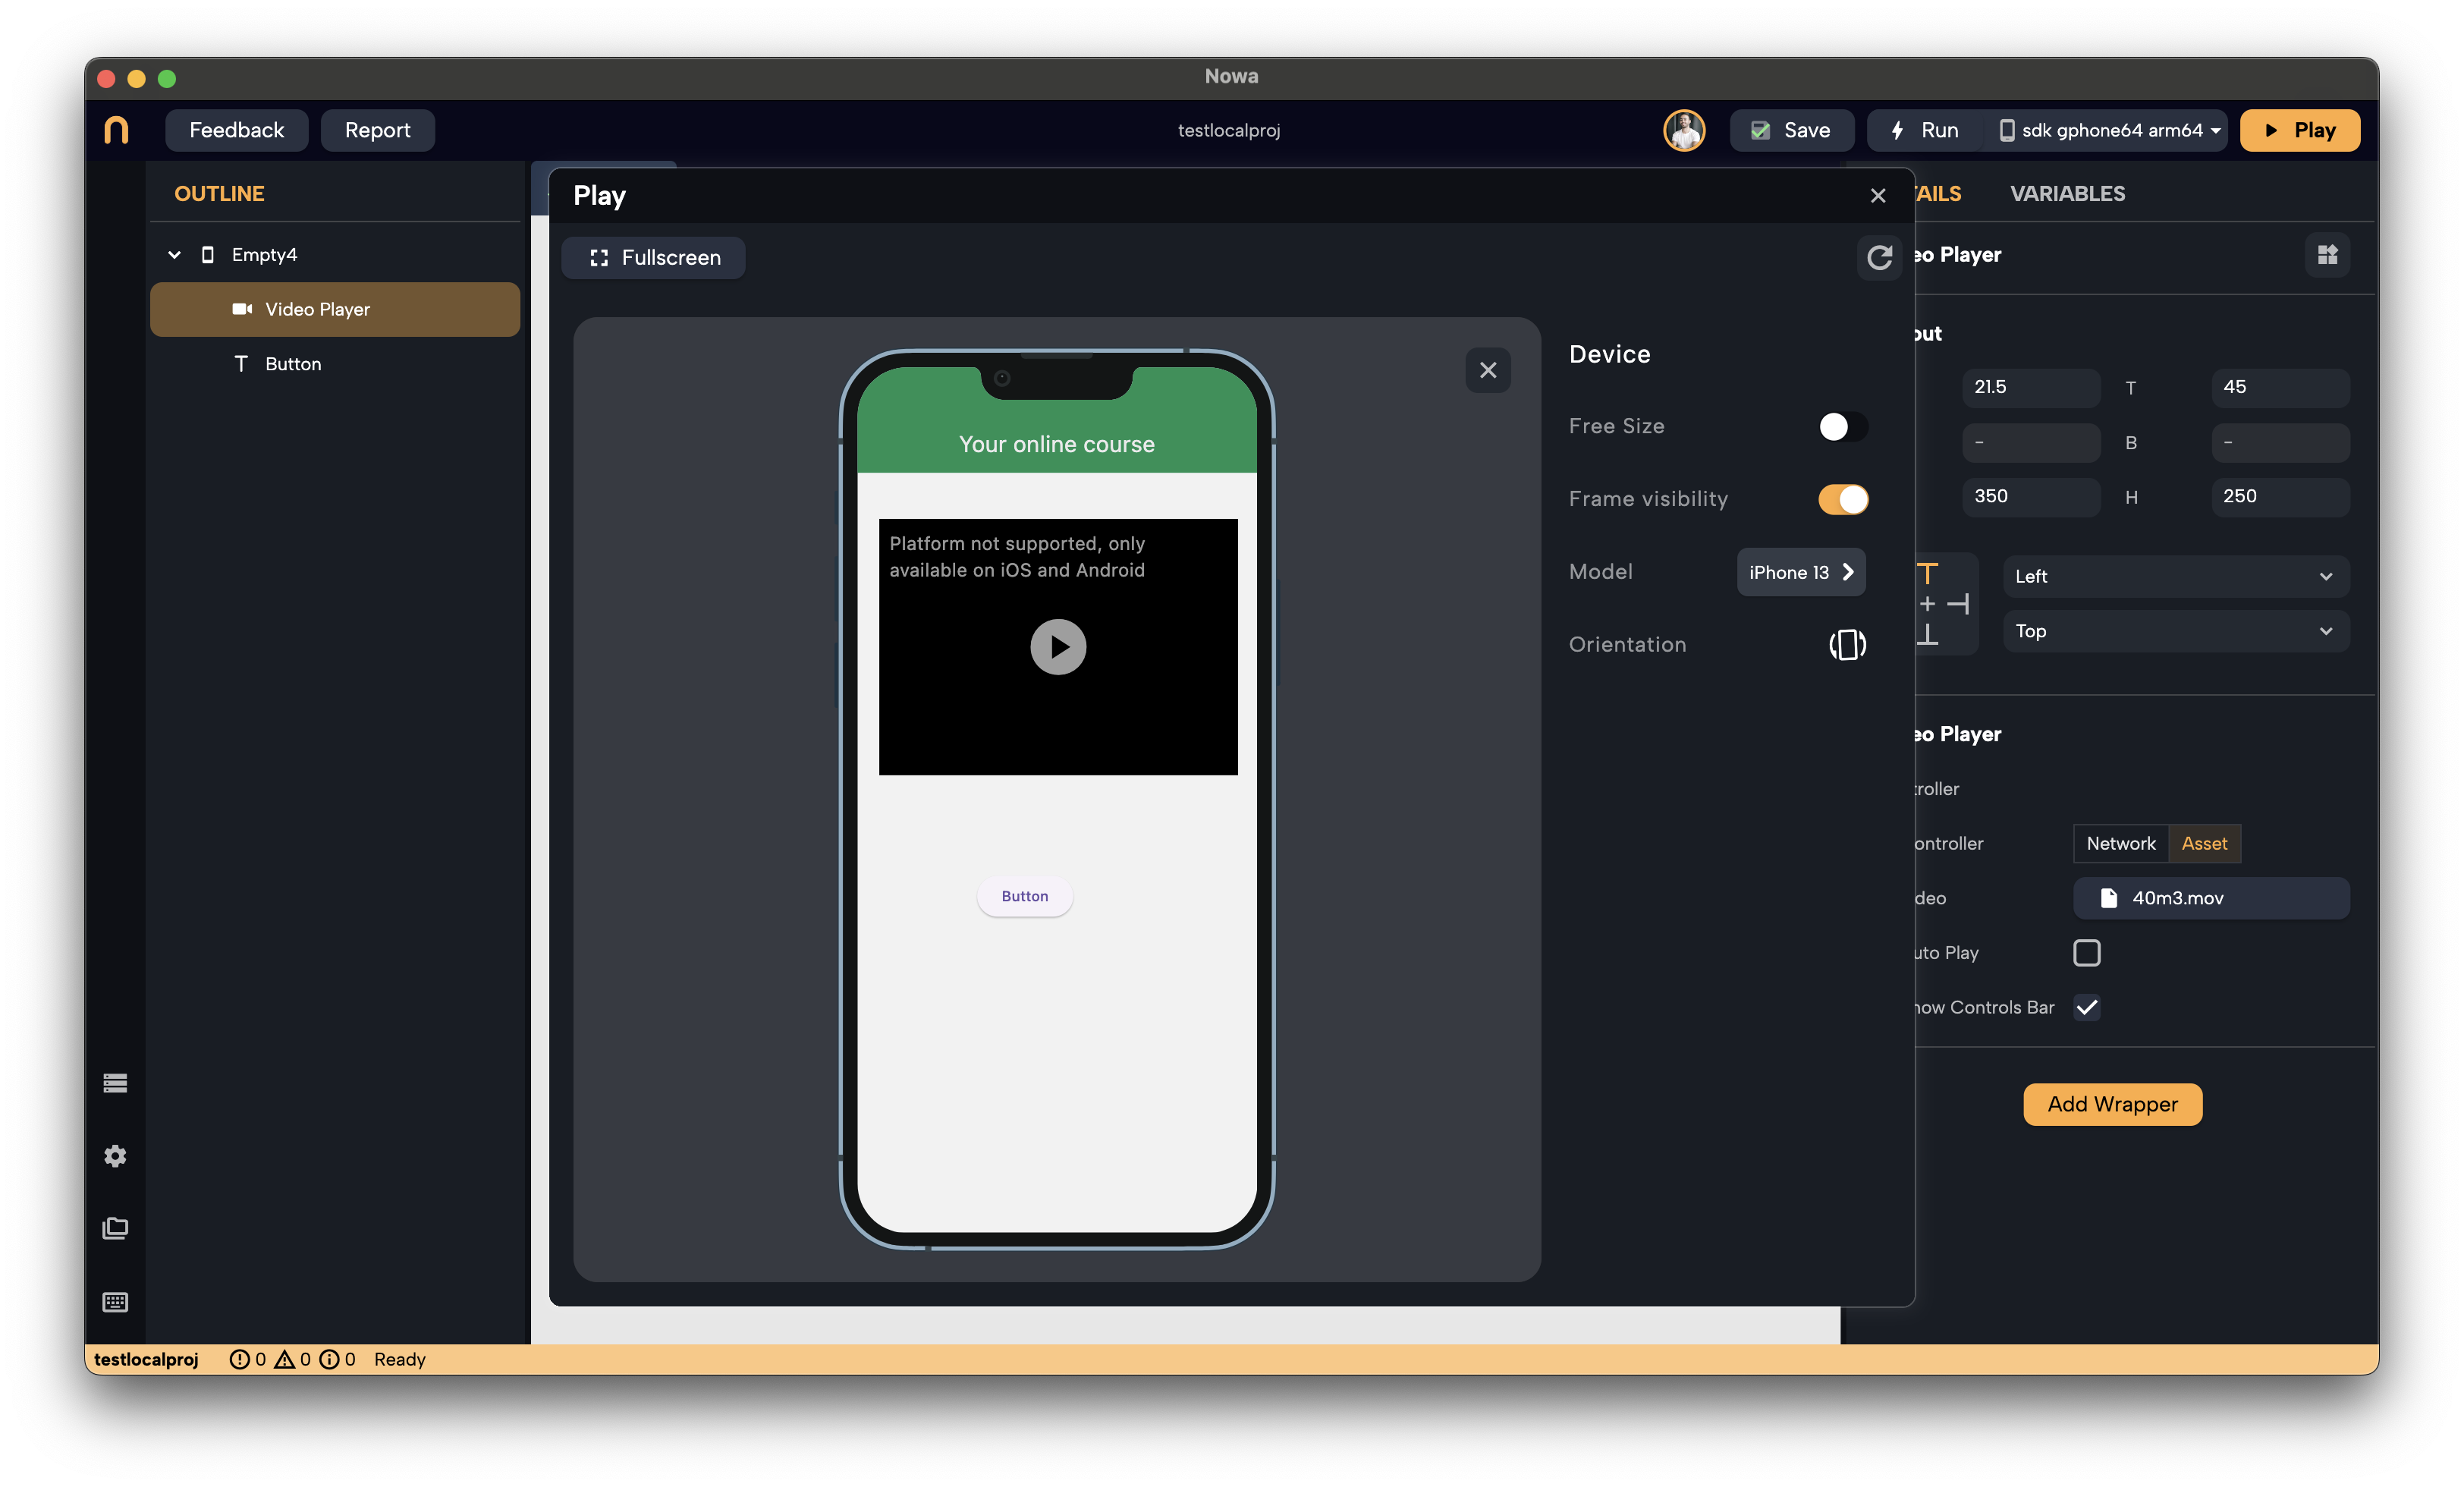 Nowa
Feedback
Report
testlocalproj
Save
Run
sdk gphone64 arm64
Play
OUTLINE
Empty4
Video Player
Button
Play
Fullscreen
Your online course
Platform not supported, only
available on iOS and Android
Button
Device
Free Size
Frame visibility
Model
iPhone 13
Orientation
AILS
VARIABLES
eo Player
out
21.5
T
45
-
B
-
350
H
250
Left
Top
eo Player
troller
ontroller
Network
Asset
deo
40m3.mov
uto Play
how Controls Bar
Add Wrapper
testlocalproj
0
0
0
Ready